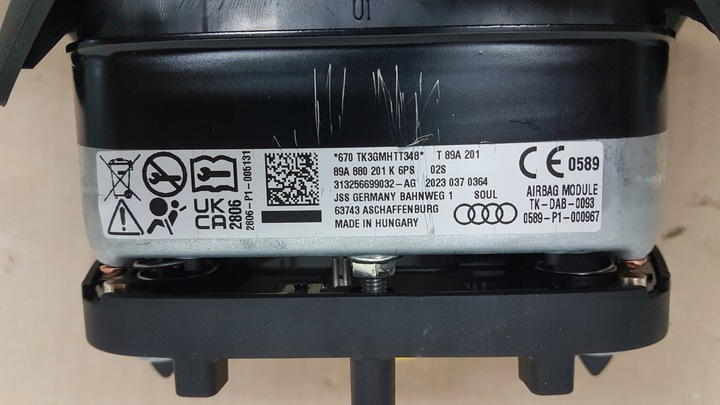 01
*670 TK3GMHTT348* T 89A 201
89A 880 201 K 6PS 02S
313256699032-AG 2023 037 0364
JSS GERMANY BAHNWEG 1 SOUL
63743 ASCHAFFENBURG
MADE IN HUNGARY
UK
CA
2806
2806-P1-005131
CE 0589
AIRBAG MODULE
TK-DAB-0093
0589-P1-000967